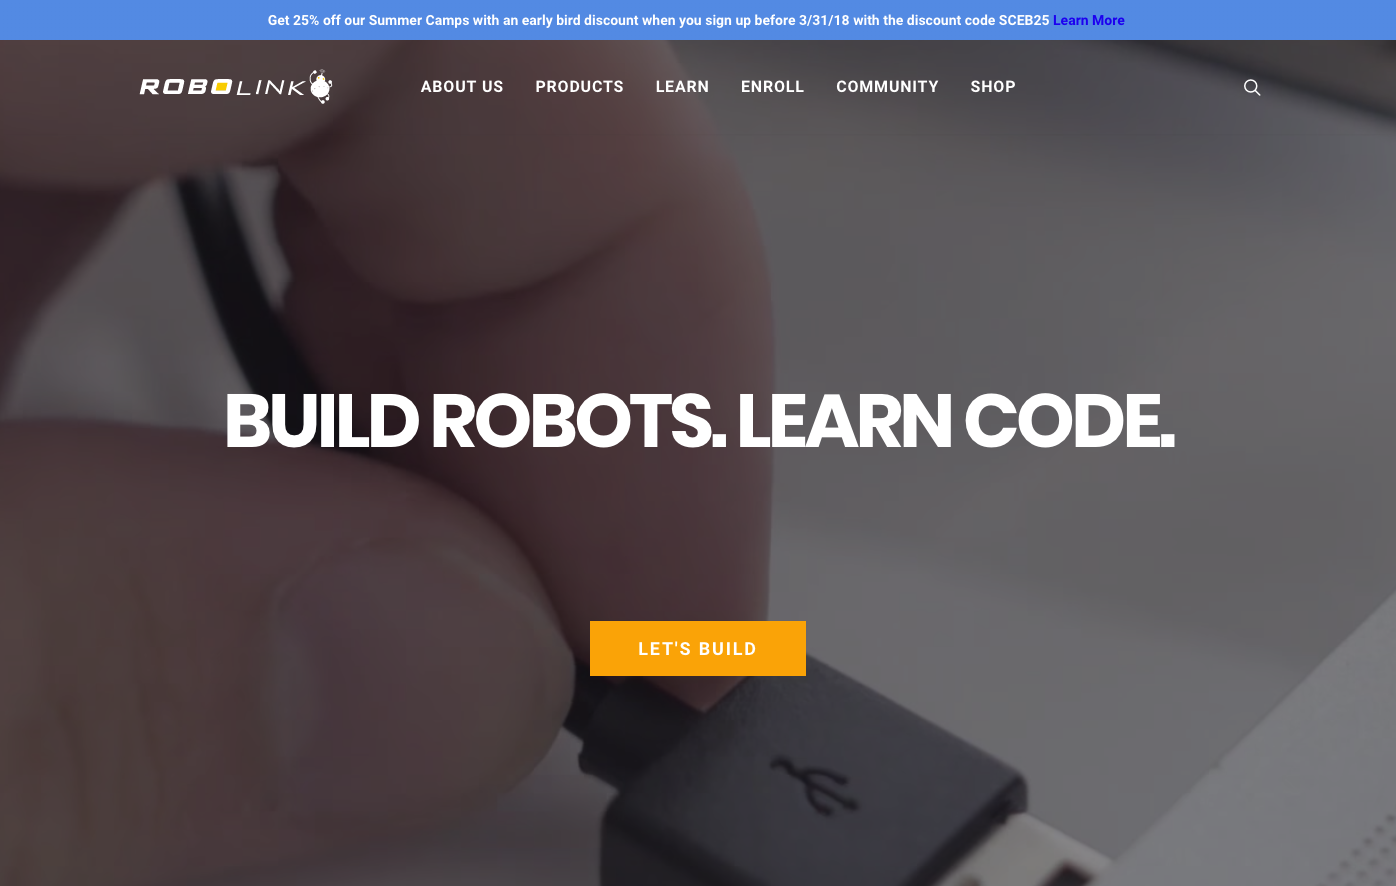 Get 25% off our Summer Camps with an early bird discount when you sign up before 3/31/18 with the discount code SCEB25 Learn More
ROBOLINK
ABOUT US PRODUCTS LEARN ENROLL COMMUNITY SHOP
BUILD ROBOTS. LEARN CODE.
LET'S BUILD